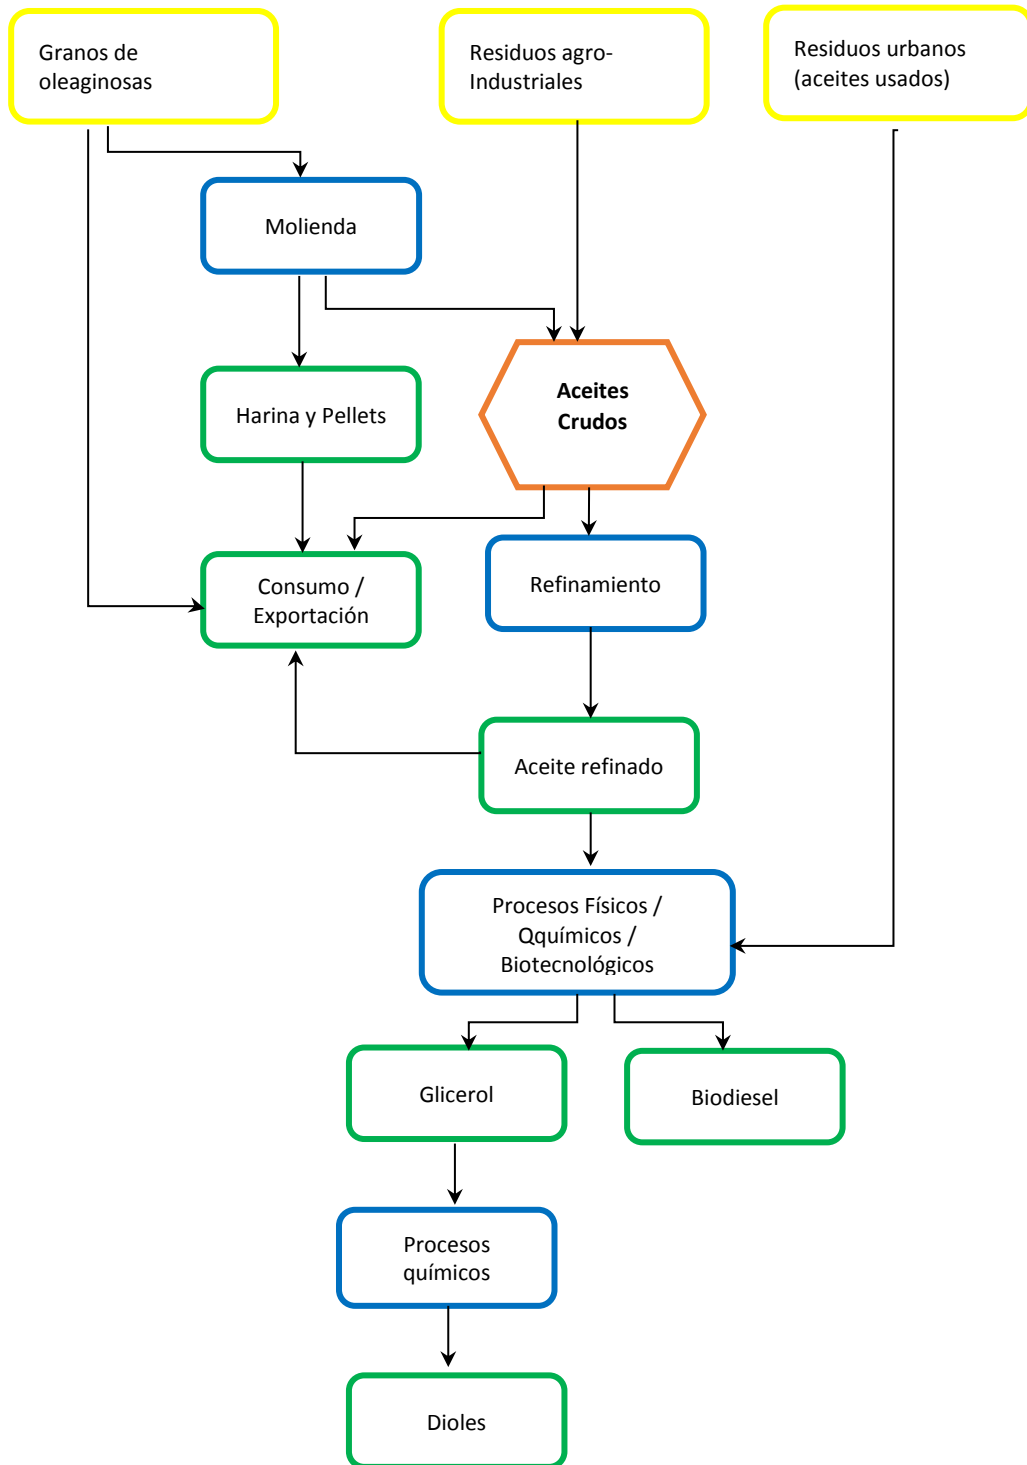 Granos de
oleaginosas
Residuos agro-
Industriales
Residuos urbanos
(aceites usados)
Molienda
Harina y Pellets
Aceites
Crudos
Consumo /
Exportación
Refinamiento
Aceite refinado
Procesos Físicos /
Qquímicos /
Biotecnológicos
Glicerol
Biodiesel
Procesos
químicos
Dioles